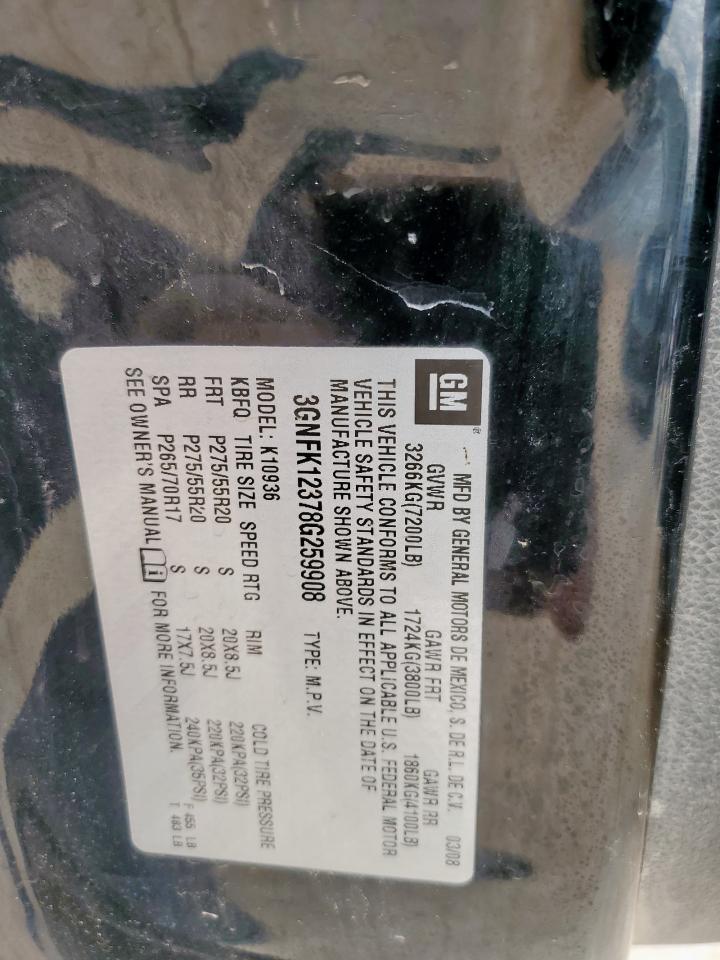 GM
MFD BY GENERAL MOTORS DE MEXICO, S. DE R.L. DE C.V. 03/08
GVWR GAWR FRT GAWR RR
3266KG(7200LB) 1724KG(3800LB) 1860KG(4100LB)
THIS VEHICLE CONFORMS TO ALL APPLICABLE U.S. FEDERAL MOTOR
VEHICLE SAFETY STANDARDS IN EFFECT ON THE DATE OF
MANUFACTURE SHOWN ABOVE.
3GNFK12378G259908 TYPE: M.P.V.
MODEL: K10936
KBFQ TIRE SIZE SPEED RTG RIM COLD TIRE PRESSURE
FRT P275/55R20 S 20X8.5J 220KPA(32PSI)
RR P275/55R20 S 20X8.5J 220KPA(32PSI)
SPA P265/70R17 S 17X7.5J 240KPA(35PSI)
SEE OWNER'S MANUAL i FOR MORE INFORMATION.
F 455 LB
T 483 LB